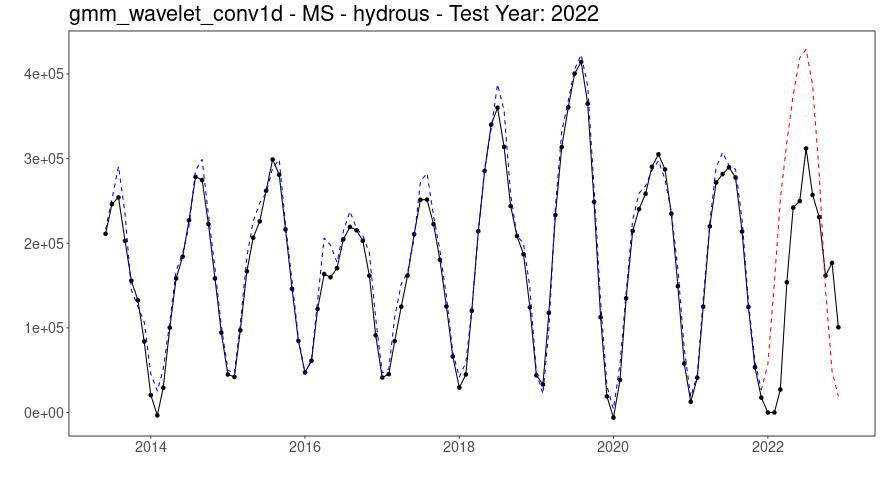 gmm_wavelet_conv1d - MS - hydrous - Test Year: 2022
4e+05
3e+05
2e+05
1e+05
0e+00
2014 2016 2018 2020 2022